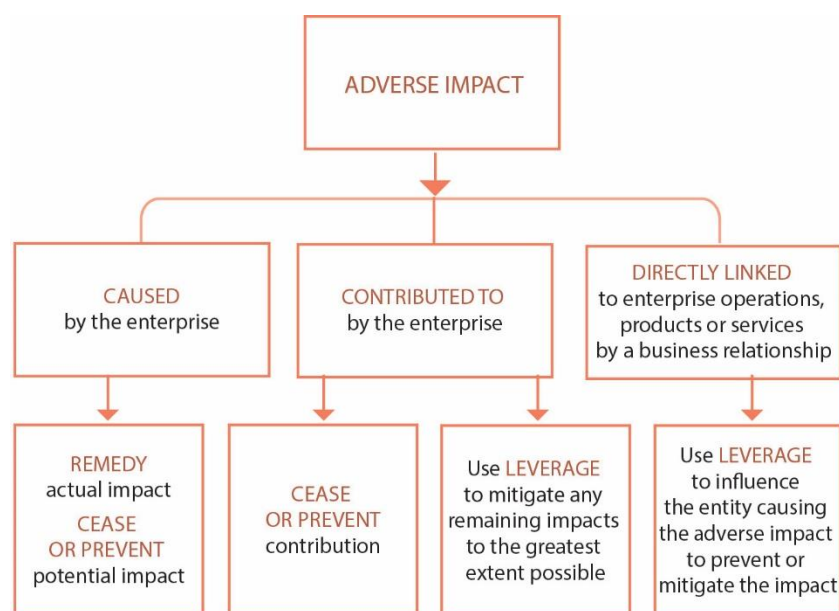 ADVERSE IMPACT
CAUSED
by the enterprise
CONTRIBUTED TO
by the enterprise
DIRECTLY LINKED
to enterprise operations,
products or services
by a business relationship
REMEDY
actual impact
CEASE
OR PREVENT
potential impact
CEASE
OR PREVENT
contribution
Use LEVERAGE
to mitigate any
remaining impacts
to the greatest
extent possible
Use LEVERAGE
to influence
the entity causing
the adverse impact
to prevent or
mitigate the impact